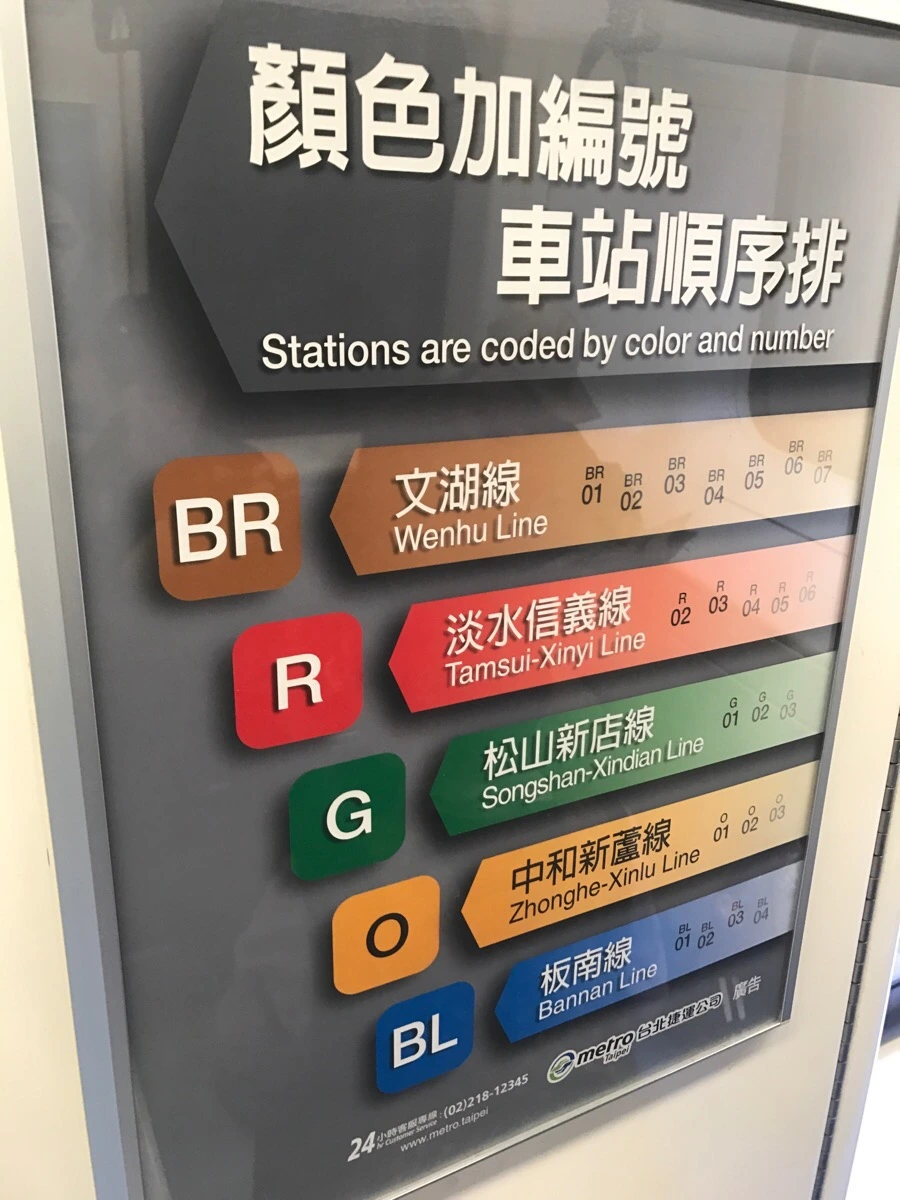 顏色加編號
車站順序排
Stations are coded by color and number
BR
文湖線
Wenhu Line
BR 01 BR 02 BR 03 BR 04 BR 05 BR 06 BR 07
R
淡水信義線
Tamsui-Xinyi Line
R 02 R 03 R 04 R 05 R 06
G
松山新店線
Songshan-Xindian Line
G 01 G 02 G 03
O
中和新蘆線
Zhonghe-Xinlu Line
O 01 O 02 O 03
BL
板南線
Bannan Line
BL 01 BL 02 BL 03 BL 04
metro Taipei 台北捷運公司 廣告
24小時客服專線:(02)218-12345
hr Customer Service
www.metro.taipei